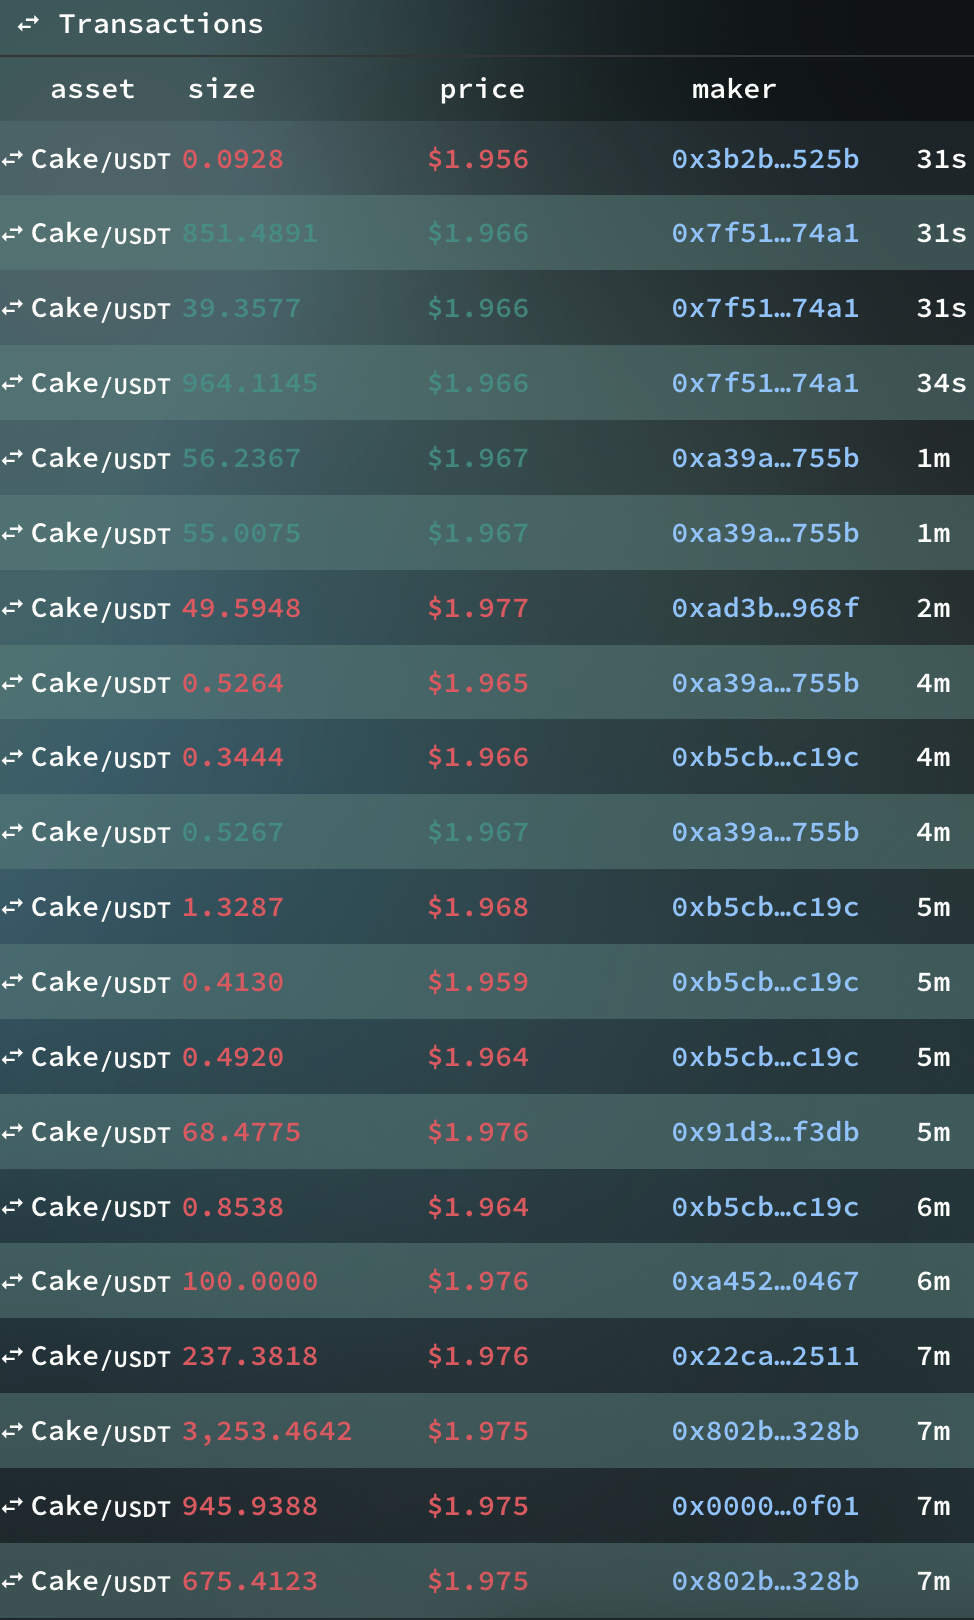 Transactions
asset size price maker
Cake/USDT 0.0928 $1.956 0x3b2b…525b 31s
Cake/USDT 851.4891 $1.966 0x7f51…74a1 31s
Cake/USDT 39.3577 $1.966 0x7f51…74a1 31s
Cake/USDT 964.1145 $1.966 0x7f51…74a1 34s
Cake/USDT 56.2367 $1.967 0xa39a…755b 1m
Cake/USDT 55.0075 $1.967 0xa39a…755b 1m
Cake/USDT 49.5948 $1.977 0xad3b…968f 2m
Cake/USDT 0.5264 $1.965 0xa39a…755b 4m
Cake/USDT 0.3444 $1.966 0xb5cb…c19c 4m
Cake/USDT 0.5267 $1.967 0xa39a…755b 4m
Cake/USDT 1.3287 $1.968 0xb5cb…c19c 5m
Cake/USDT 0.4130 $1.959 0xb5cb…c19c 5m
Cake/USDT 0.4920 $1.964 0xb5cb…c19c 5m
Cake/USDT 68.4775 $1.976 0x91d3…f3db 5m
Cake/USDT 0.8538 $1.964 0xb5cb…c19c 6m
Cake/USDT 100.0000 $1.976 0xa452…0467 6m
Cake/USDT 237.3818 $1.976 0x22ca…2511 7m
Cake/USDT 3,253.4642 $1.975 0x802b…328b 7m
Cake/USDT 945.9388 $1.975 0x0000…0f01 7m
Cake/USDT 675.4123 $1.975 0x802b…328b 7m